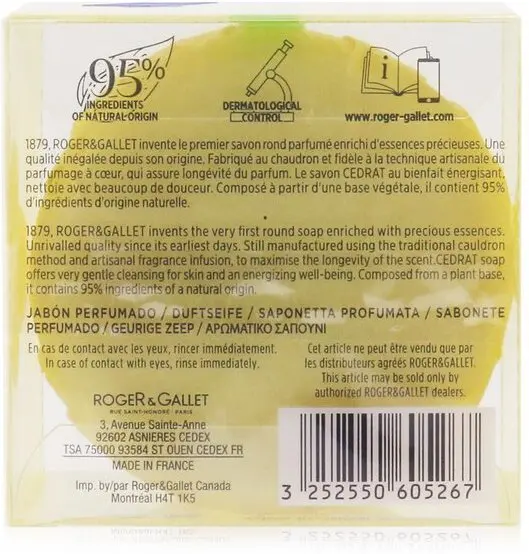 95%
INGREDIENTS
OF NATURAL ORIGIN
DERMATOLOGICAL
CONTROL
i
www.roger-gallet.com
1879, ROGER&GALLET invente le premier savon rond parfumé enrichi d'essences précieuses. Une
qualité inégalée depuis son origine. Fabriqué au chaudron et fidèle à la technique artisanale du
parfumage à cœur, qui assure longévité du parfum. Le savon CEDRAT au bienfait énergisant,
nettoie avec beaucoup de douceur. Composé à partir d'une base végétale, il contient 95%
d'ingrédients d'origine naturelle.
1879, ROGER&GALLET invents the very first round soap enriched with precious essences.
Unrivalled quality since its earliest days. Still manufactured using the traditional cauldron
method and artisanal fragrance infusion, to maximise the longevity of the scent.CEDRAT soap
offers very gentle cleansing for skin and an energizing well-being. Composed from a plant base,
it contains 95% ingredients of a natural origin.
JABÓN PERFUMADO / DUFTSEIFE / SAPONETTA PROFUMATA / SABONETE
PERFUMADO / GEURIGE ZEEP / ΑΡΩΜΑΤΙΚΟ ΣΑΠΟΥΝΙ
En cas de contact avec les yeux, rincer immédiatement.
In case of contact with eyes, rinse immediately.
Cet article ne peut être vendu que par
les distributeurs agréés ROGER&GALLET.
This article may be sold only by
authorized ROGER&GALLET dealers.
ROGER&GALLET
RUE SAINT-HONORÉ · PARIS
3, Avenue Sainte-Anne
92602 ASNIERES CEDEX
TSA 75000 93584 ST OUEN CEDEX FR
MADE IN FRANCE
Imp. by/par Roger&Gallet Canada
Montréal H4T 1K5
3 252550 605267